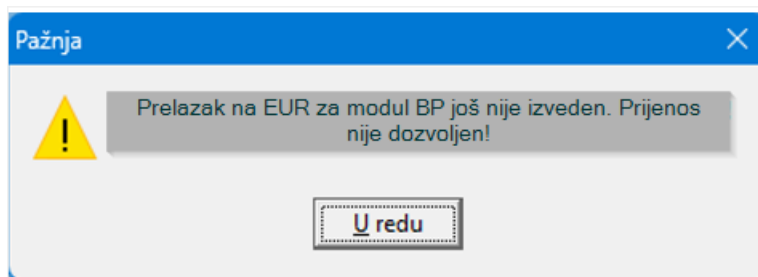 Pažnja
Prelazak na EUR za modul BP još nije izveden. Prijenos
nije dozvoljen!
U redu